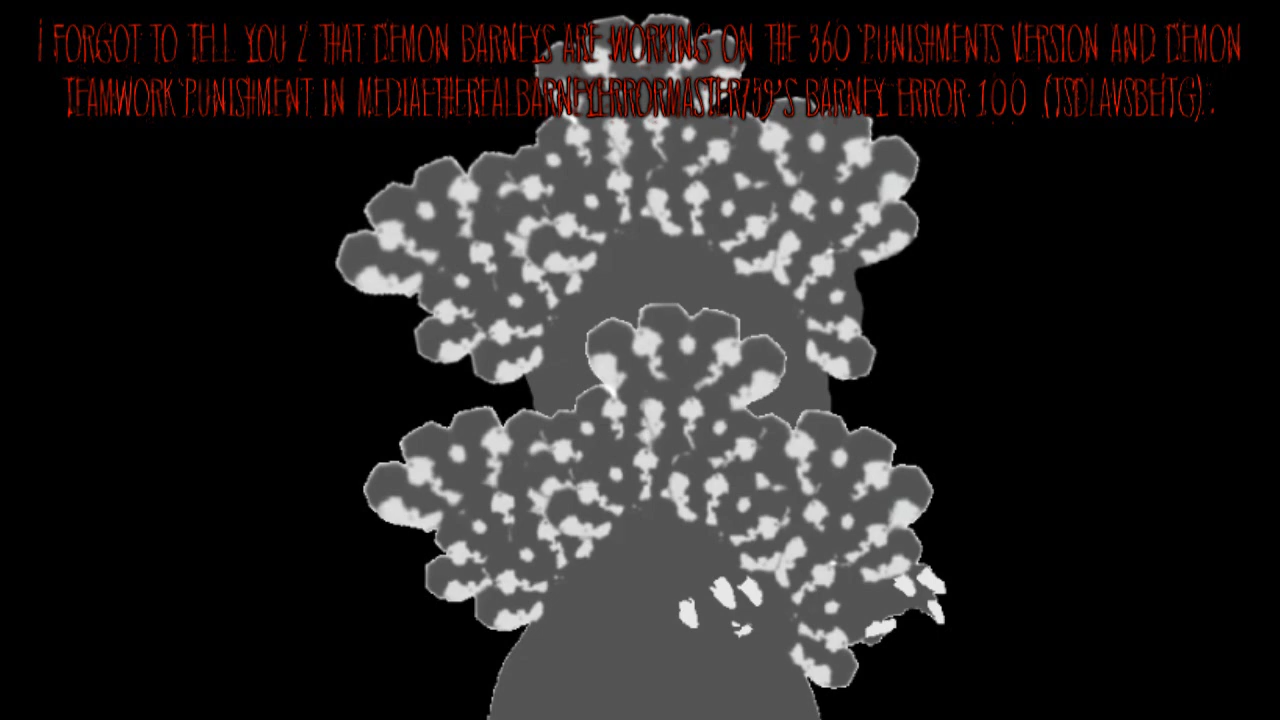 I FORGOT TO TELL YOU 2 THAT DEMON BARNEYS ARE WORKING ON THE 360 PUNISHMENTS VERSION AND DEMON
TEAMWORK PUNISHMENT IN MEDIAETHEREALBARNEYERRORMASTER759'S BARNEY ERROR 100 (TSDLAVSBEITG).